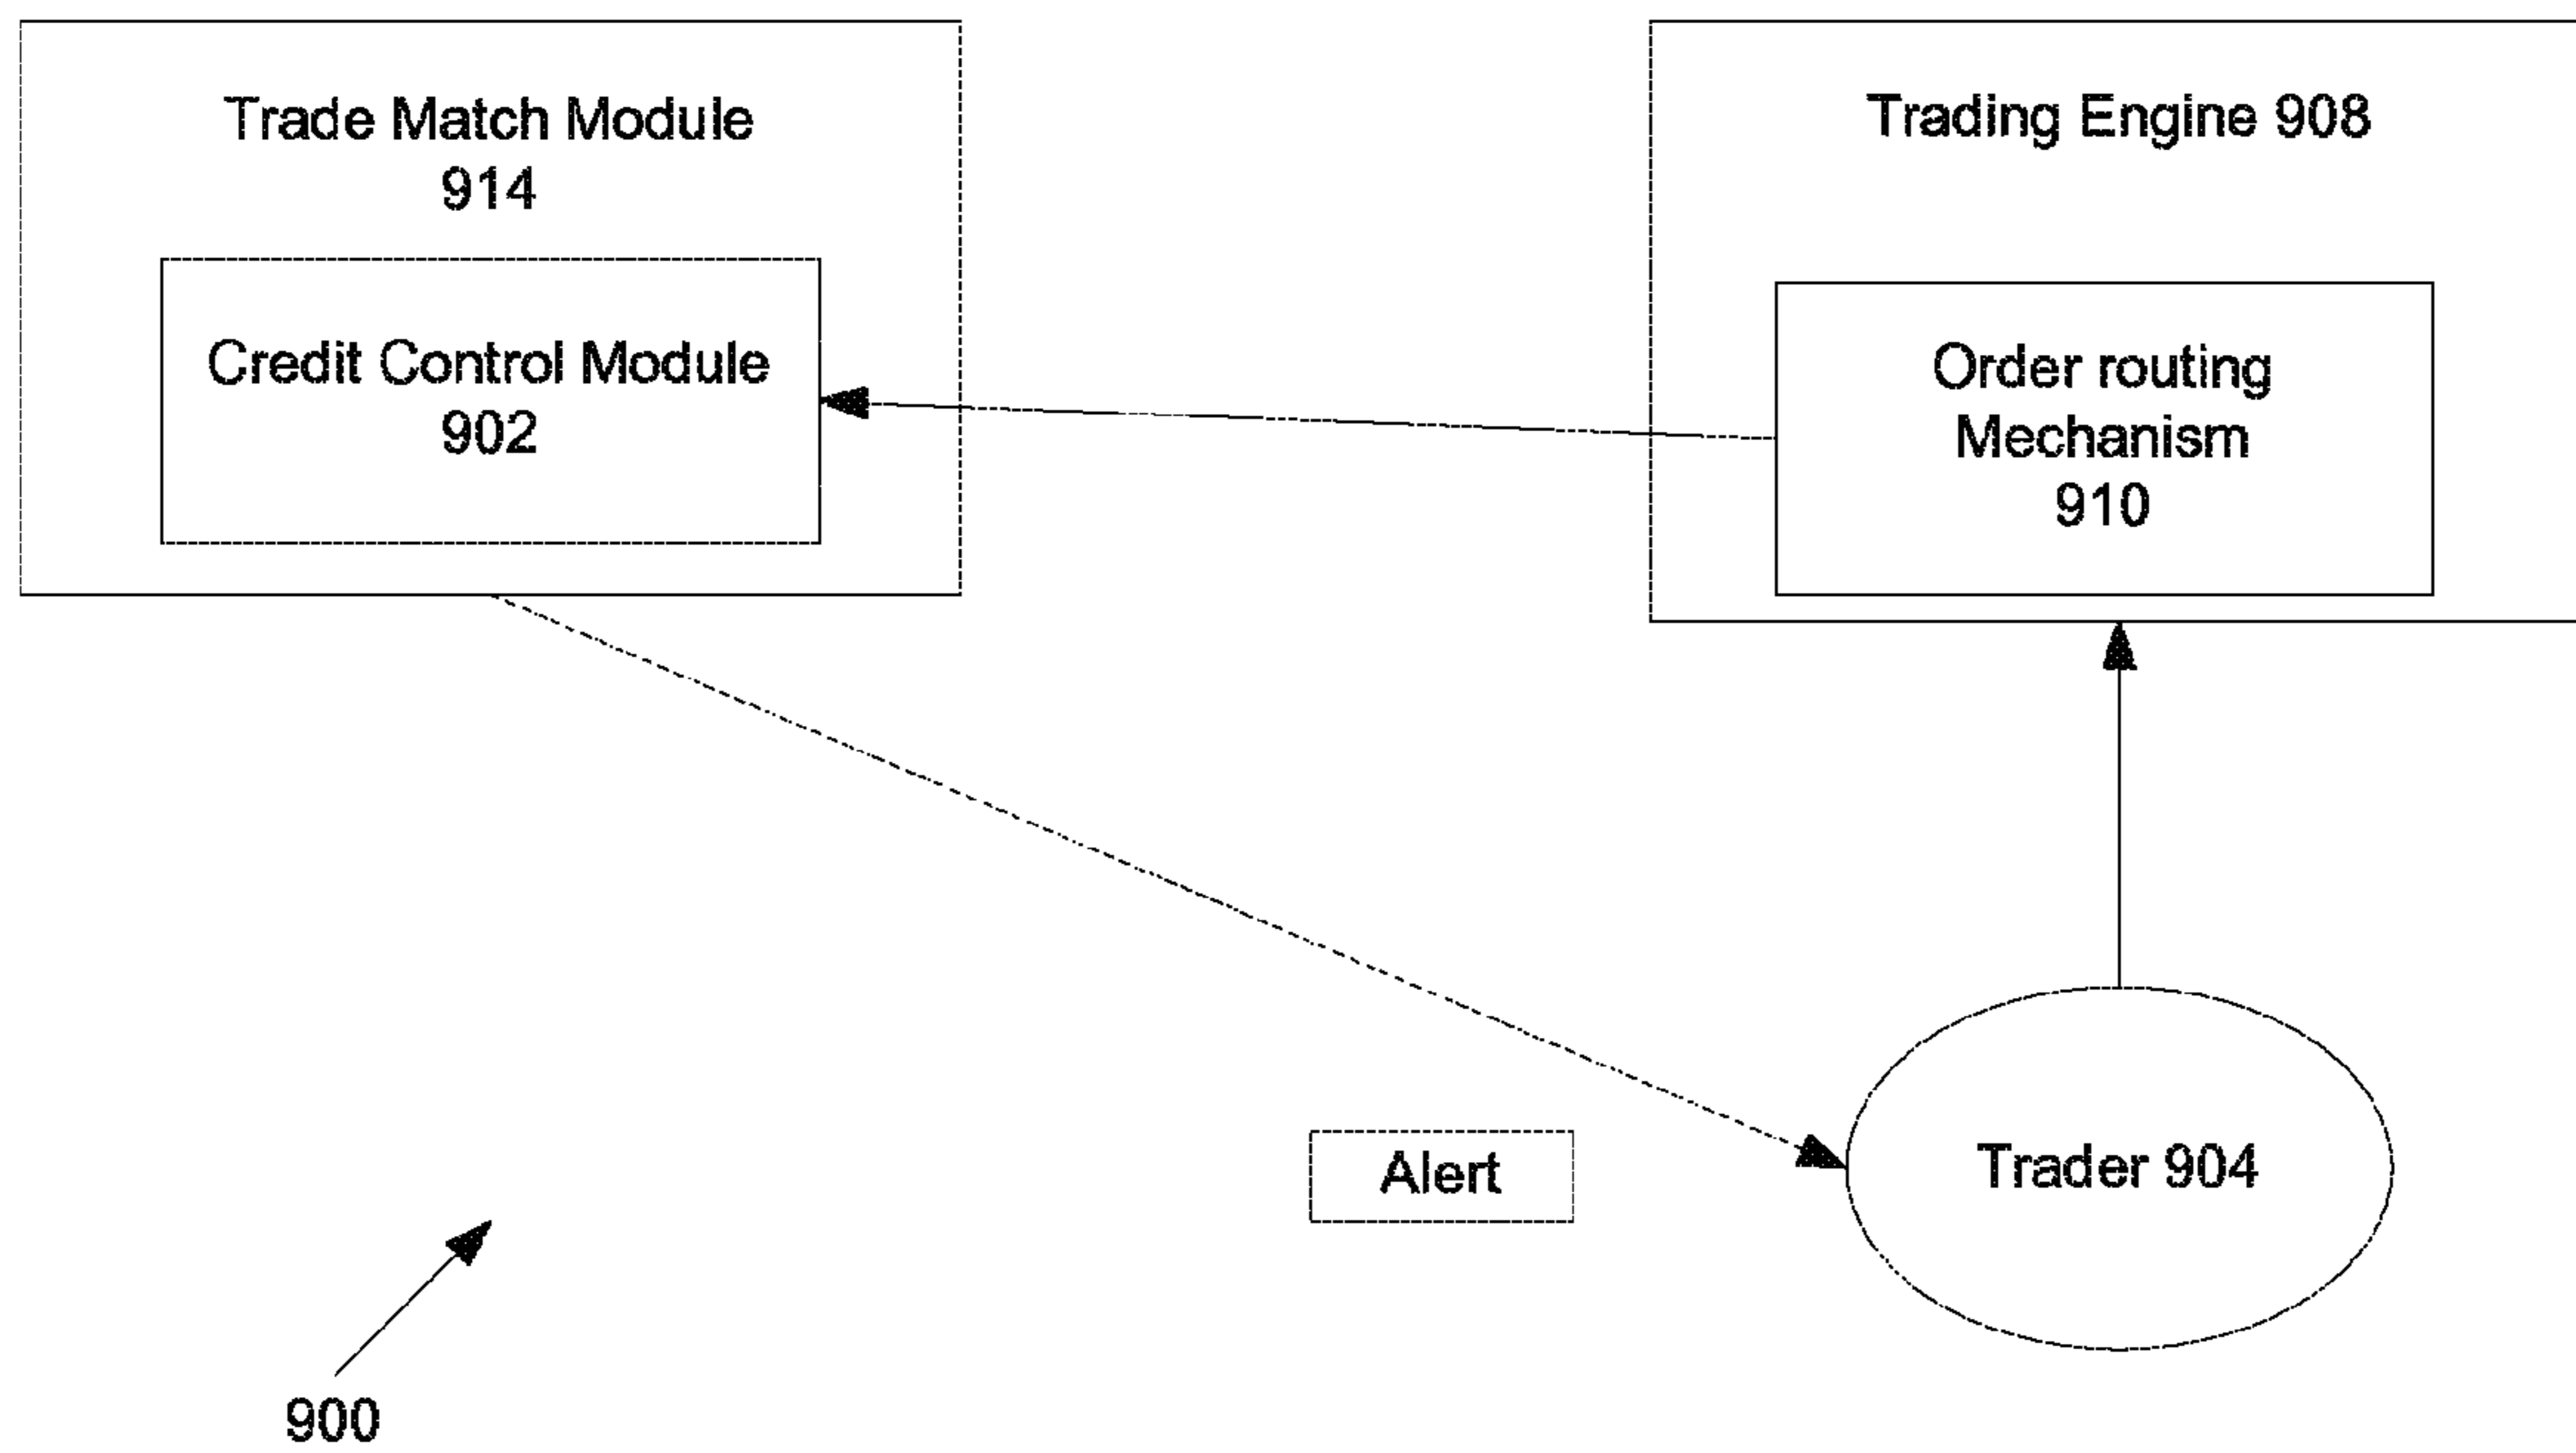 Trade Match Module
914
Credit Control Module
902
Trading Engine 908
Order routing
Mechanism
910
Alert
Trader 904
900